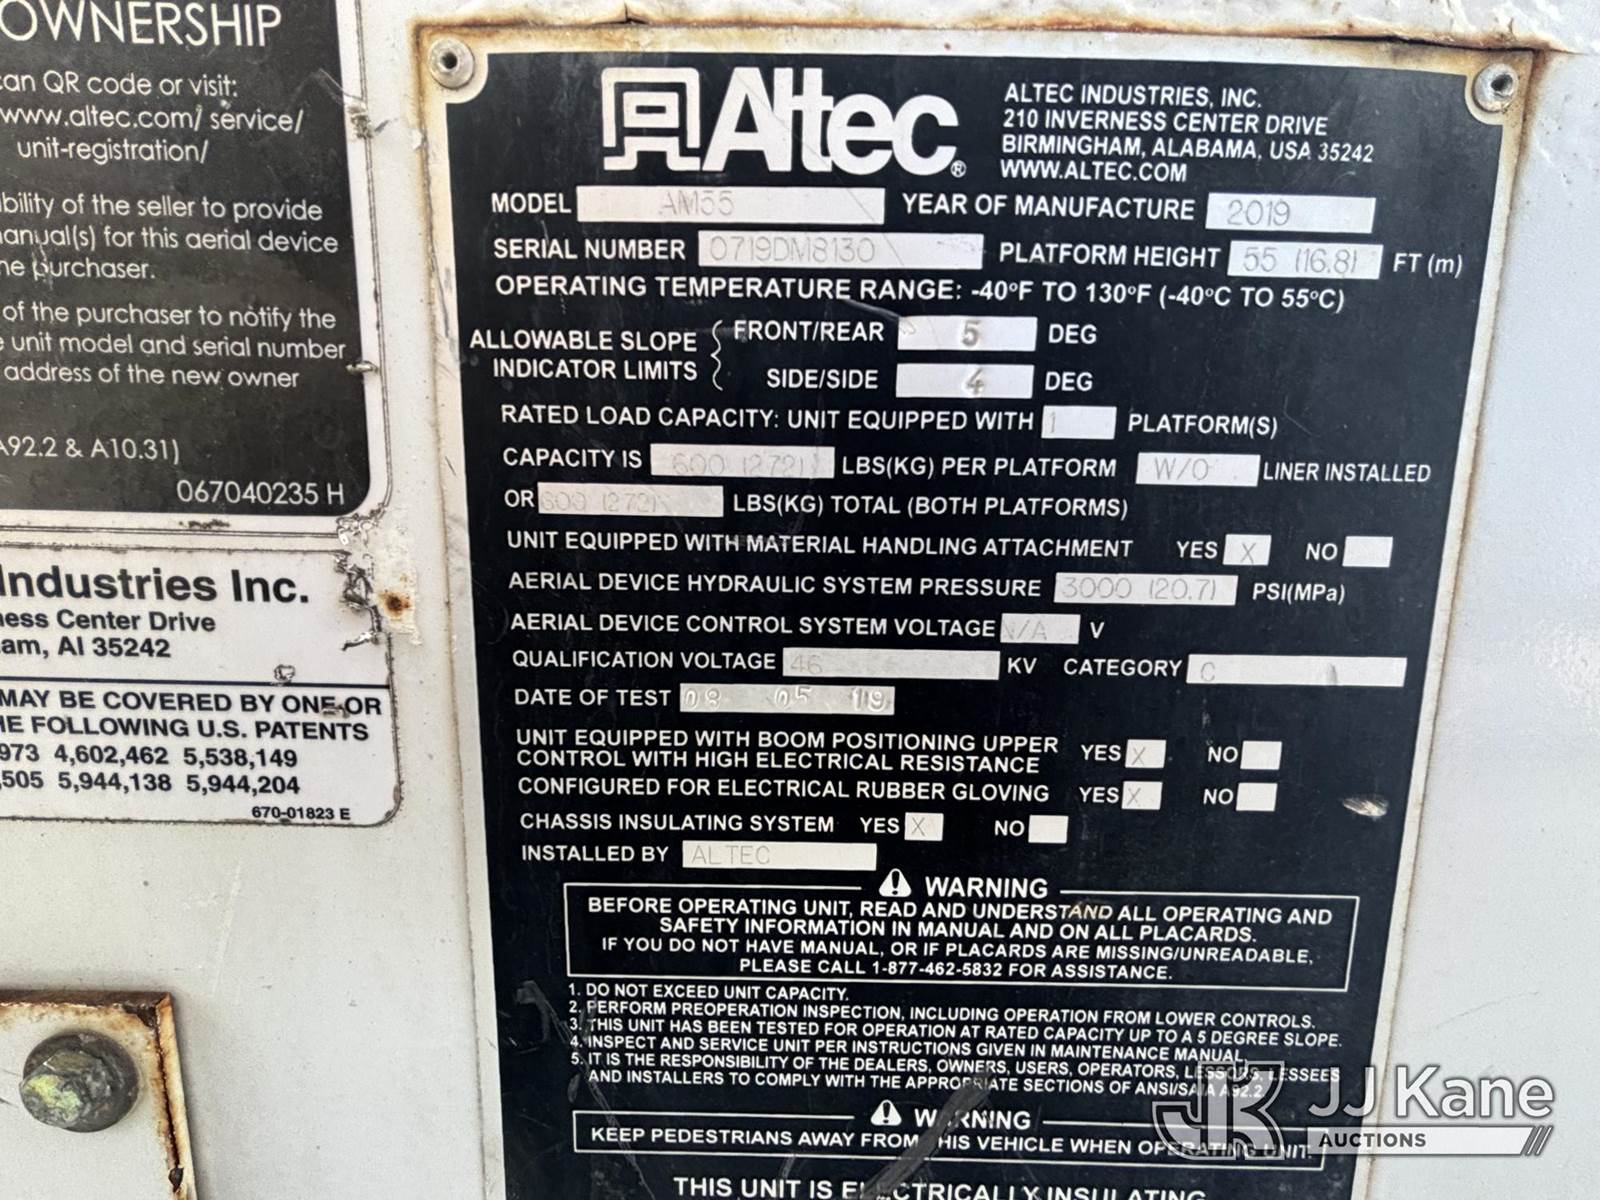 OWNERSHIP
can QR code or visit:
www.altec.com/ service/
unit-registration/
of the seller to provide
for this aerial device
purchaser.
of the purchaser to notify the
unit model and serial number
address of the new owner
A92.2 & A10.31)
067040235 H
Industries Inc.
Center Drive
Al 35242
MAY BE COVERED BY ONE OR
FOLLOWING U.S. PATENTS
4,602,462 5,538,149
5,944,138 5,944,204
670-01823 E
Altec®
ALTEC INDUSTRIES, INC.
210 INVERNESS CENTER DRIVE
BIRMINGHAM, ALABAMA, USA 35242
WWW.ALTEC.COM
MODEL AM55 YEAR OF MANUFACTURE 2019
SERIAL NUMBER 0719DM8130 PLATFORM HEIGHT 55 (16.8) FT (m)
OPERATING TEMPERATURE RANGE: -40°F TO 130°F (-40°C TO 55°C)
ALLOWABLE SLOPE INDICATOR LIMITS
FRONT/REAR 5 DEG
SIDE/SIDE 4 DEG
RATED LOAD CAPACITY: UNIT EQUIPPED WITH 1 PLATFORM(S)
CAPACITY IS 600 (272) LBS(KG) PER PLATFORM W/O LINER INSTALLED
OR 600 (272) LBS(KG) TOTAL (BOTH PLATFORMS)
UNIT EQUIPPED WITH MATERIAL HANDLING ATTACHMENT YES X NO
AERIAL DEVICE HYDRAULIC SYSTEM PRESSURE 3000 (20.7) PSI(MPa)
AERIAL DEVICE CONTROL SYSTEM VOLTAGE N/A V
QUALIFICATION VOLTAGE 46 KV CATEGORY C
DATE OF TEST 08 05 19
UNIT EQUIPPED WITH BOOM POSITIONING UPPER
CONTROL WITH HIGH ELECTRICAL RESISTANCE YES X NO
CONFIGURED FOR ELECTRICAL RUBBER GLOVING YES X NO
CHASSIS INSULATING SYSTEM YES X NO
INSTALLED BY ALTEC
WARNING
BEFORE OPERATING UNIT, READ AND UNDERSTAND ALL OPERATING AND
SAFETY INFORMATION IN MANUAL AND ON ALL PLACARDS.
IF YOU DO NOT HAVE MANUAL, OR IF PLACARDS ARE MISSING/UNREADABLE,
PLEASE CALL 1-877-462-5832 FOR ASSISTANCE.
1. DO NOT EXCEED UNIT CAPACITY.
2. PERFORM PREOPERATION INSPECTION, INCLUDING OPERATION FROM LOWER CONTROLS.
3. THIS UNIT HAS BEEN TESTED FOR OPERATION AT RATED CAPACITY UP TO A 5 DEGREE SLOPE.
4. INSPECT AND SERVICE UNIT PER INSTRUCTIONS GIVEN IN MAINTENANCE MANUAL.
5. IT IS THE RESPONSIBILITY OF THE DEALERS, OWNERS, USERS, OPERATORS, LESSORS, LESSEES
AND INSTALLERS TO COMPLY WITH THE APPROPRIATE SECTIONS OF ANSI/SAIA A92.2
WARNING
KEEP PEDESTRIANS AWAY FROM THIS VEHICLE WHEN OPERATING UNIT.
THIS UNIT IS ELECTRICALLY INSULATING
JK JJ Kane
AUCTIONS